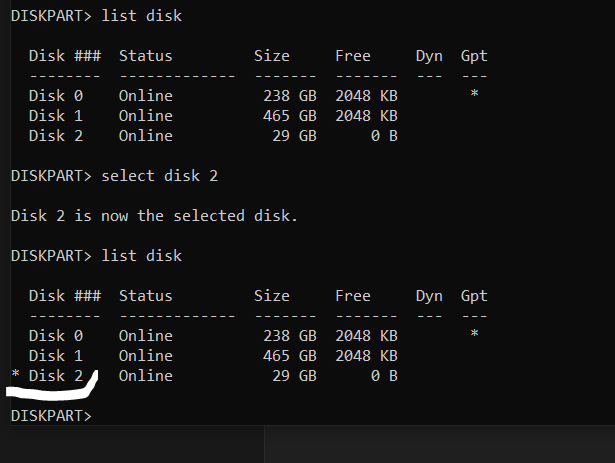 DISKPART> list disk
Disk ### Status Size Free Dyn Gpt
-------- ------------- ------- ------- --- ---
Disk 0 Online 238 GB 2048 KB *
Disk 1 Online 465 GB 2048 KB
Disk 2 Online 29 GB 0 B
DISKPART> select disk 2
Disk 2 is now the selected disk.
DISKPART> list disk
Disk ### Status Size Free Dyn Gpt
-------- ------------- ------- ------- --- ---
Disk 0 Online 238 GB 2048 KB *
Disk 1 Online 465 GB 2048 KB
* Disk 2 Online 29 GB 0 B
DISKPART>